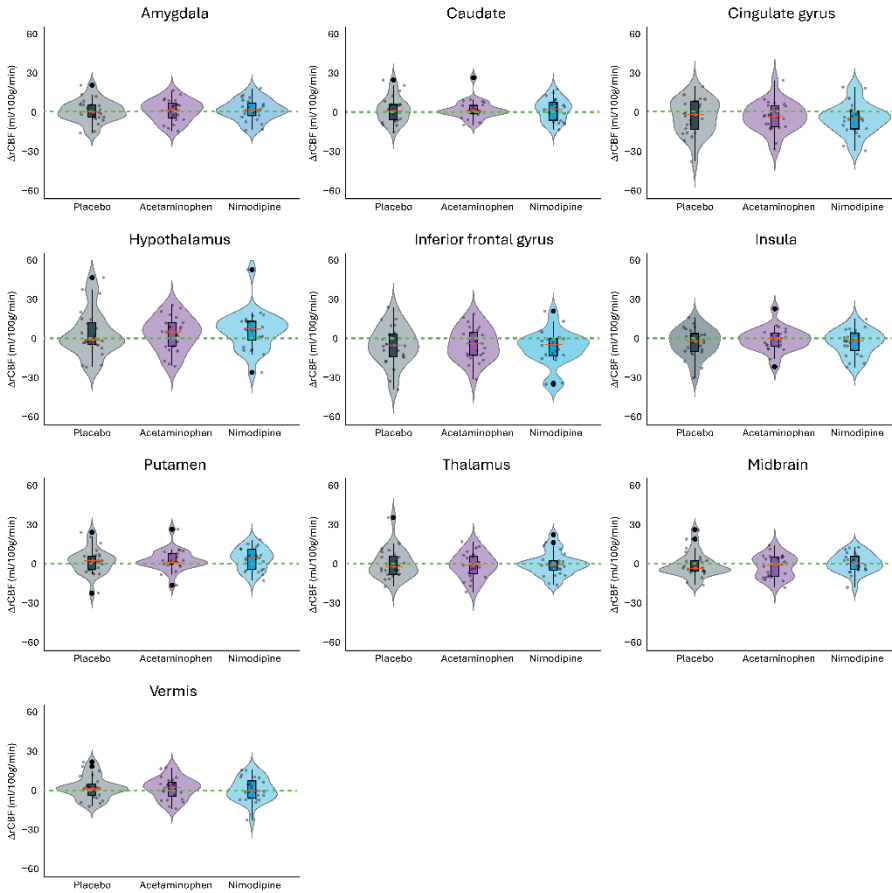 Amygdala
Caudate
Cingulate gyrus
60
30
0
−30
−60
ΔrCBF (ml/100g/min)
Placebo
Acetaminophen
Nimodipine
60
30
0
−30
−60
ΔrCBF (ml/100g/min)
Placebo
Acetaminophen
Nimodipine
60
30
0
−30
−60
ΔrCBF (ml/100g/min)
Placebo
Acetaminophen
Nimodipine
Hypothalamus
Inferior frontal gyrus
Insula
60
30
0
−30
−60
ΔrCBF (ml/100g/min)
Placebo
Acetaminophen
Nimodipine
60
30
0
−30
−60
ΔrCBF (ml/100g/min)
Placebo
Acetaminophen
Nimodipine
60
30
0
−30
−60
ΔrCBF (ml/100g/min)
Placebo
Acetaminophen
Nimodipine
Putamen
Thalamus
Midbrain
60
30
0
−30
−60
ΔrCBF (ml/100g/min)
Placebo
Acetaminophen
Nimodipine
60
30
0
−30
−60
ΔrCBF (ml/100g/min)
Placebo
Acetaminophen
Nimodipine
60
30
0
−30
−60
ΔrCBF (ml/100g/min)
Placebo
Acetaminophen
Nimodipine
Vermis
60
30
0
−30
−60
ΔrCBF (ml/100g/min)
Placebo
Acetaminophen
Nimodipine